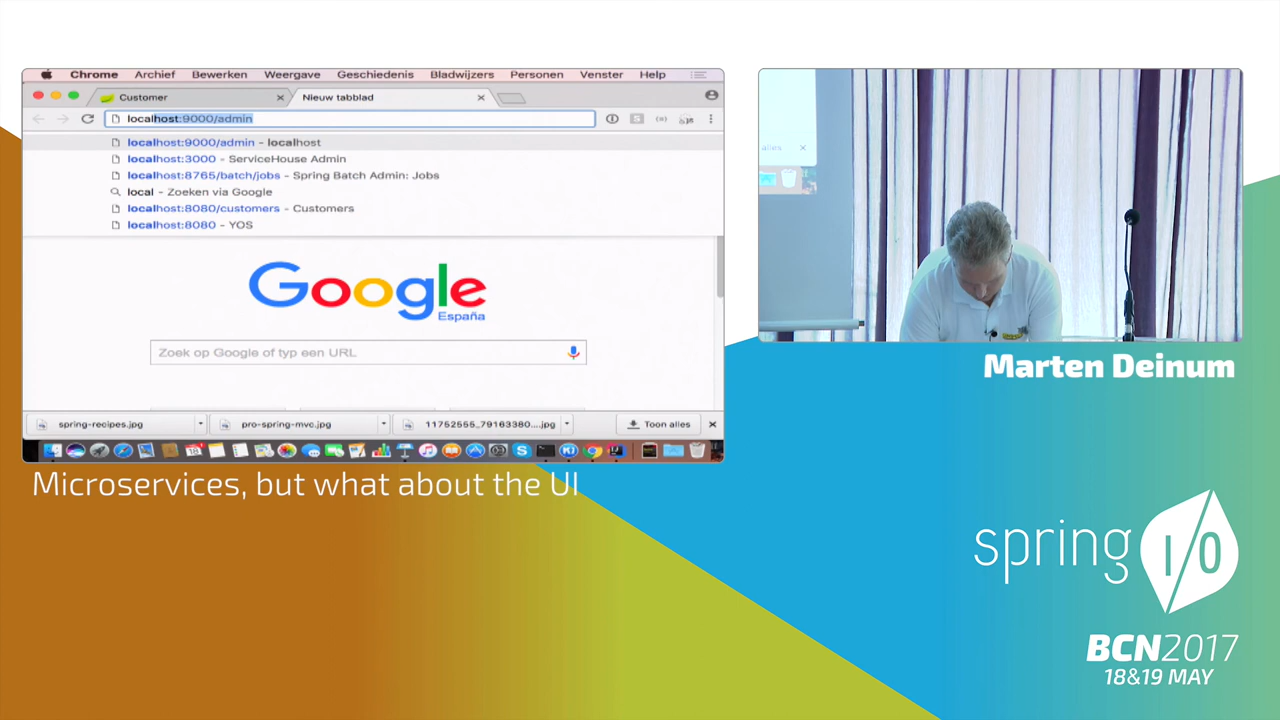 Chrome Archief Bewerken Weergave Geschiedenis Bladwijzers Personen Venster Help
Customer
Nieuw tabblad
localhost:9000/admin
localhost:9000/admin - localhost
localhost:3000 - ServiceHouse Admin
localhost:8765/batch/jobs - Spring Batch Admin: Jobs
local - Zoeken via Google
localhost:8080/customers - Customers
localhost:8080 - YOS
Google
España
Zoek op Google of typ een URL
spring-recipes.jpg
pro-spring-mvc.jpg
11752555_79163380....jpg
Toon alles
alles
Marten Deinum
Microservices, but what about the UI
spring I/O
BCN2017
18&19 MAY